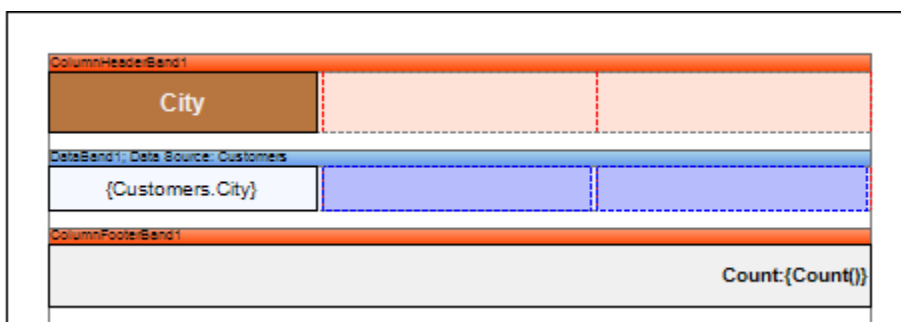 ColumnHeaderBand1
City
DataBand1; Data Source: Customers
{Customers.City}
ColumnFooterBand1
Count:{Count()}